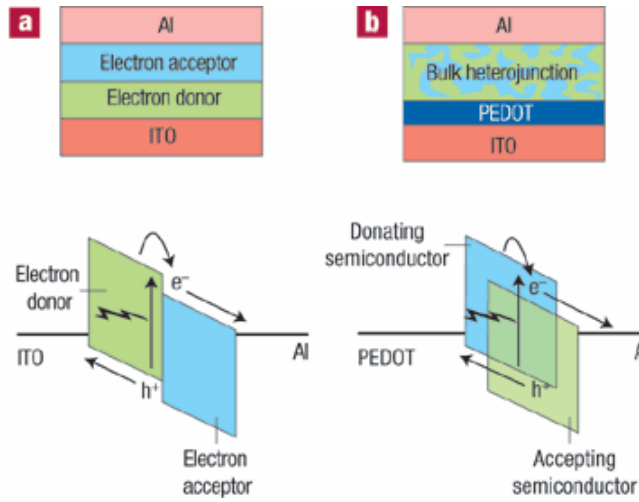 a
Al
Electron acceptor
Electron donor
ITO
Electron
donor
e⁻
h⁺
ITO
Al
Electron
acceptor
b
Al
Bulk heterojunction
PEDOT
ITO
Donating
semiconductor
e⁻
h⁺
PEDOT
A
Accepting
semiconductor